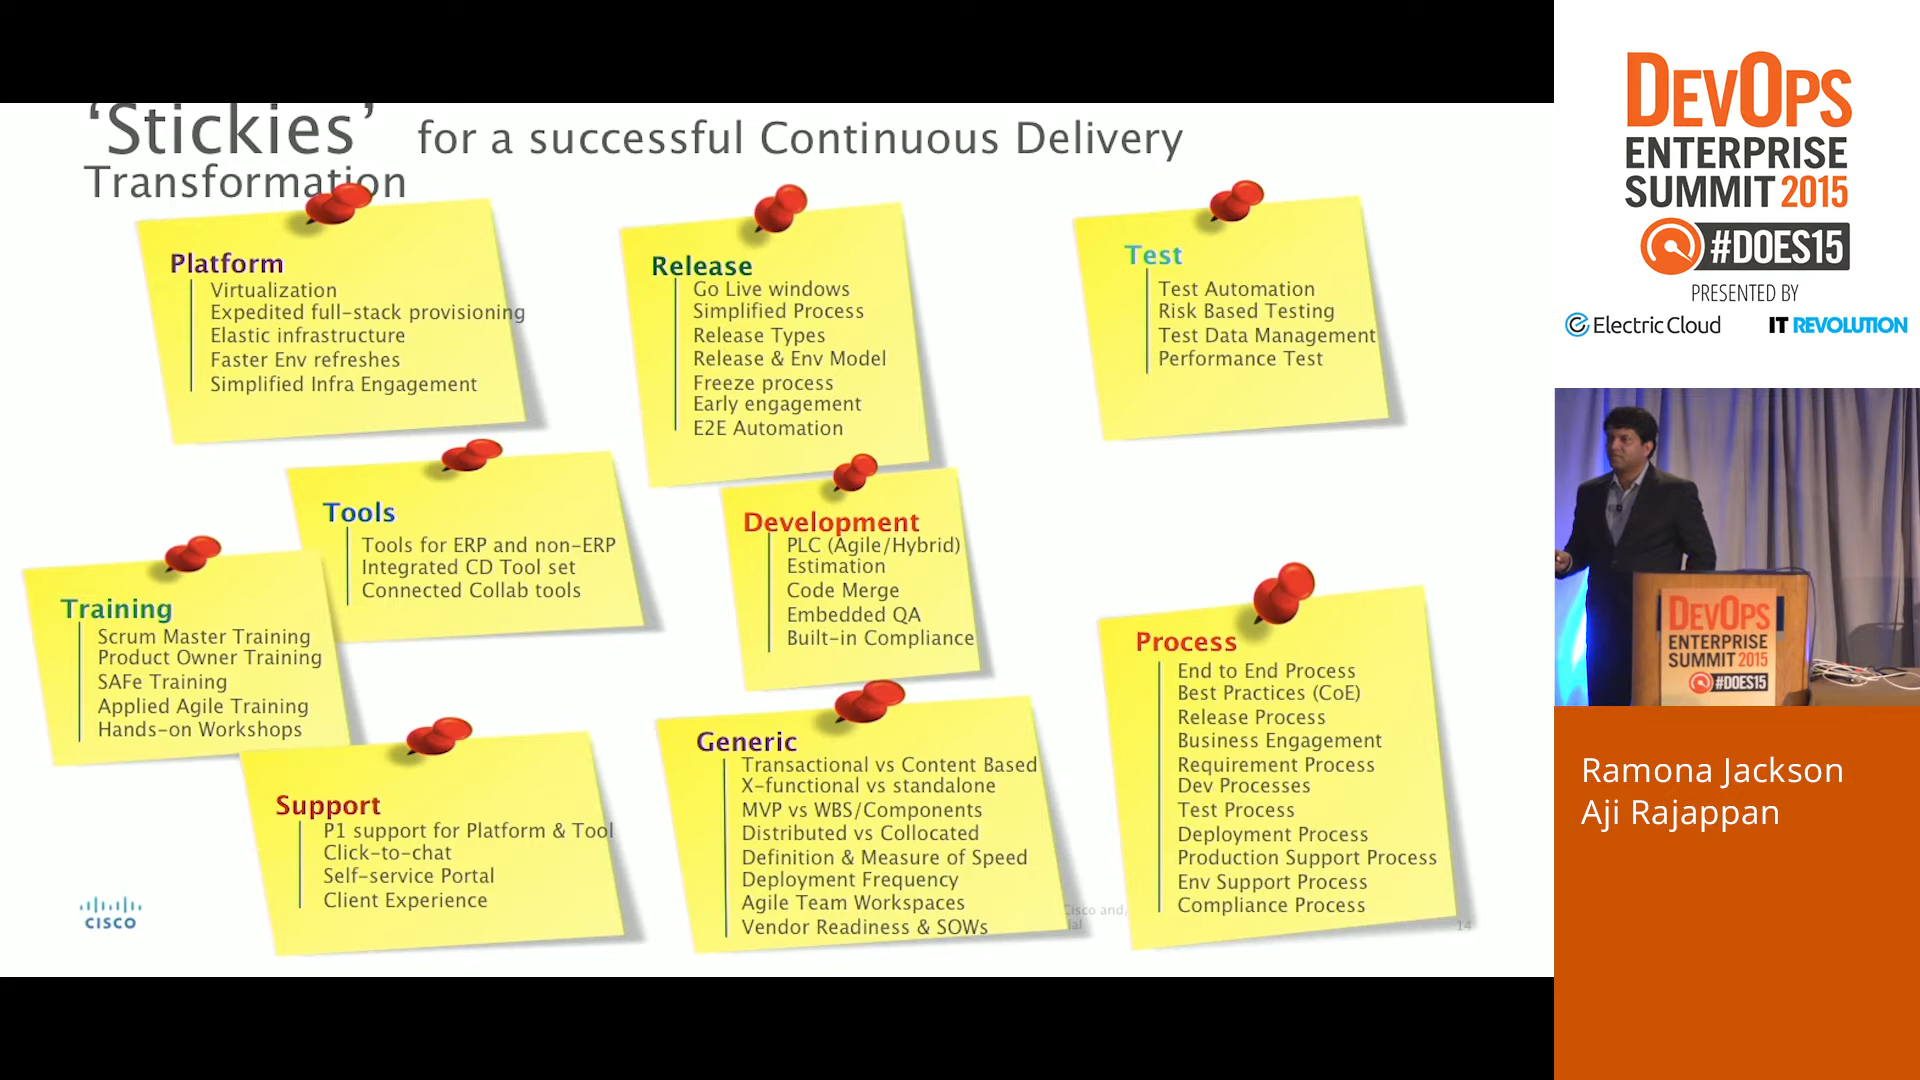 ‘Stickies’ for a successful Continuous Delivery
Transformation
Platform
Virtualization
Expedited full-stack provisioning
Elastic infrastructure
Faster Env refreshes
Simplified Infra Engagement
Release
Go Live windows
Simplified Process
Release Types
Release & Env Model
Freeze process
Early engagement
E2E Automation
Test
Test Automation
Risk Based Testing
Test Data Management
Performance Test
Tools
Tools for ERP and non-ERP
Integrated CD Tool set
Connected Collab tools
Development
PLC (Agile/Hybrid)
Estimation
Code Merge
Embedded QA
Built-in Compliance
Training
Scrum Master Training
Product Owner Training
SAFe Training
Applied Agile Training
Hands-on Workshops
Process
End to End Process
Best Practices (CoE)
Release Process
Business Engagement
Requirement Process
Dev Processes
Test Process
Deployment Process
Production Support Process
Env Support Process
Compliance Process
Support
P1 support for Platform & Tool
Click-to-chat
Self-service Portal
Client Experience
Generic
Transactional vs Content Based
X-functional vs standalone
MVP vs WBS/Components
Distributed vs Collocated
Definition & Measure of Speed
Deployment Frequency
Agile Team Workspaces
Vendor Readiness & SOWs
CISCO
Cisco and/
14
DEVOPS
ENTERPRISE
SUMMIT 2015
#DOES15
PRESENTED BY
Electric Cloud IT REVOLUTION
DEVOPS
ENTERPRISE
SUMMIT 2015
#DOES15
Ramona Jackson
Aji Rajappan